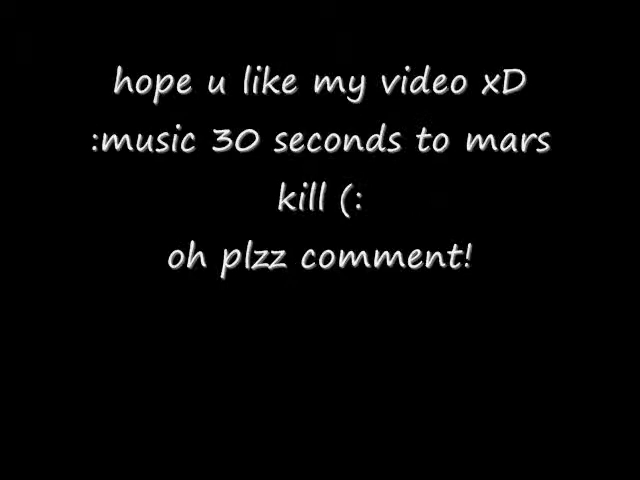 hope u like my video xD
:music 30 seconds to mars
kill (:
oh plzz comment!